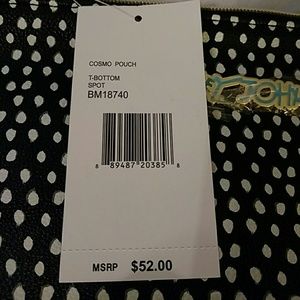 COSMO POUCH
T-BOTTOM
SPOT
BM18740
8 89487 20385 8
MSRP $52.00